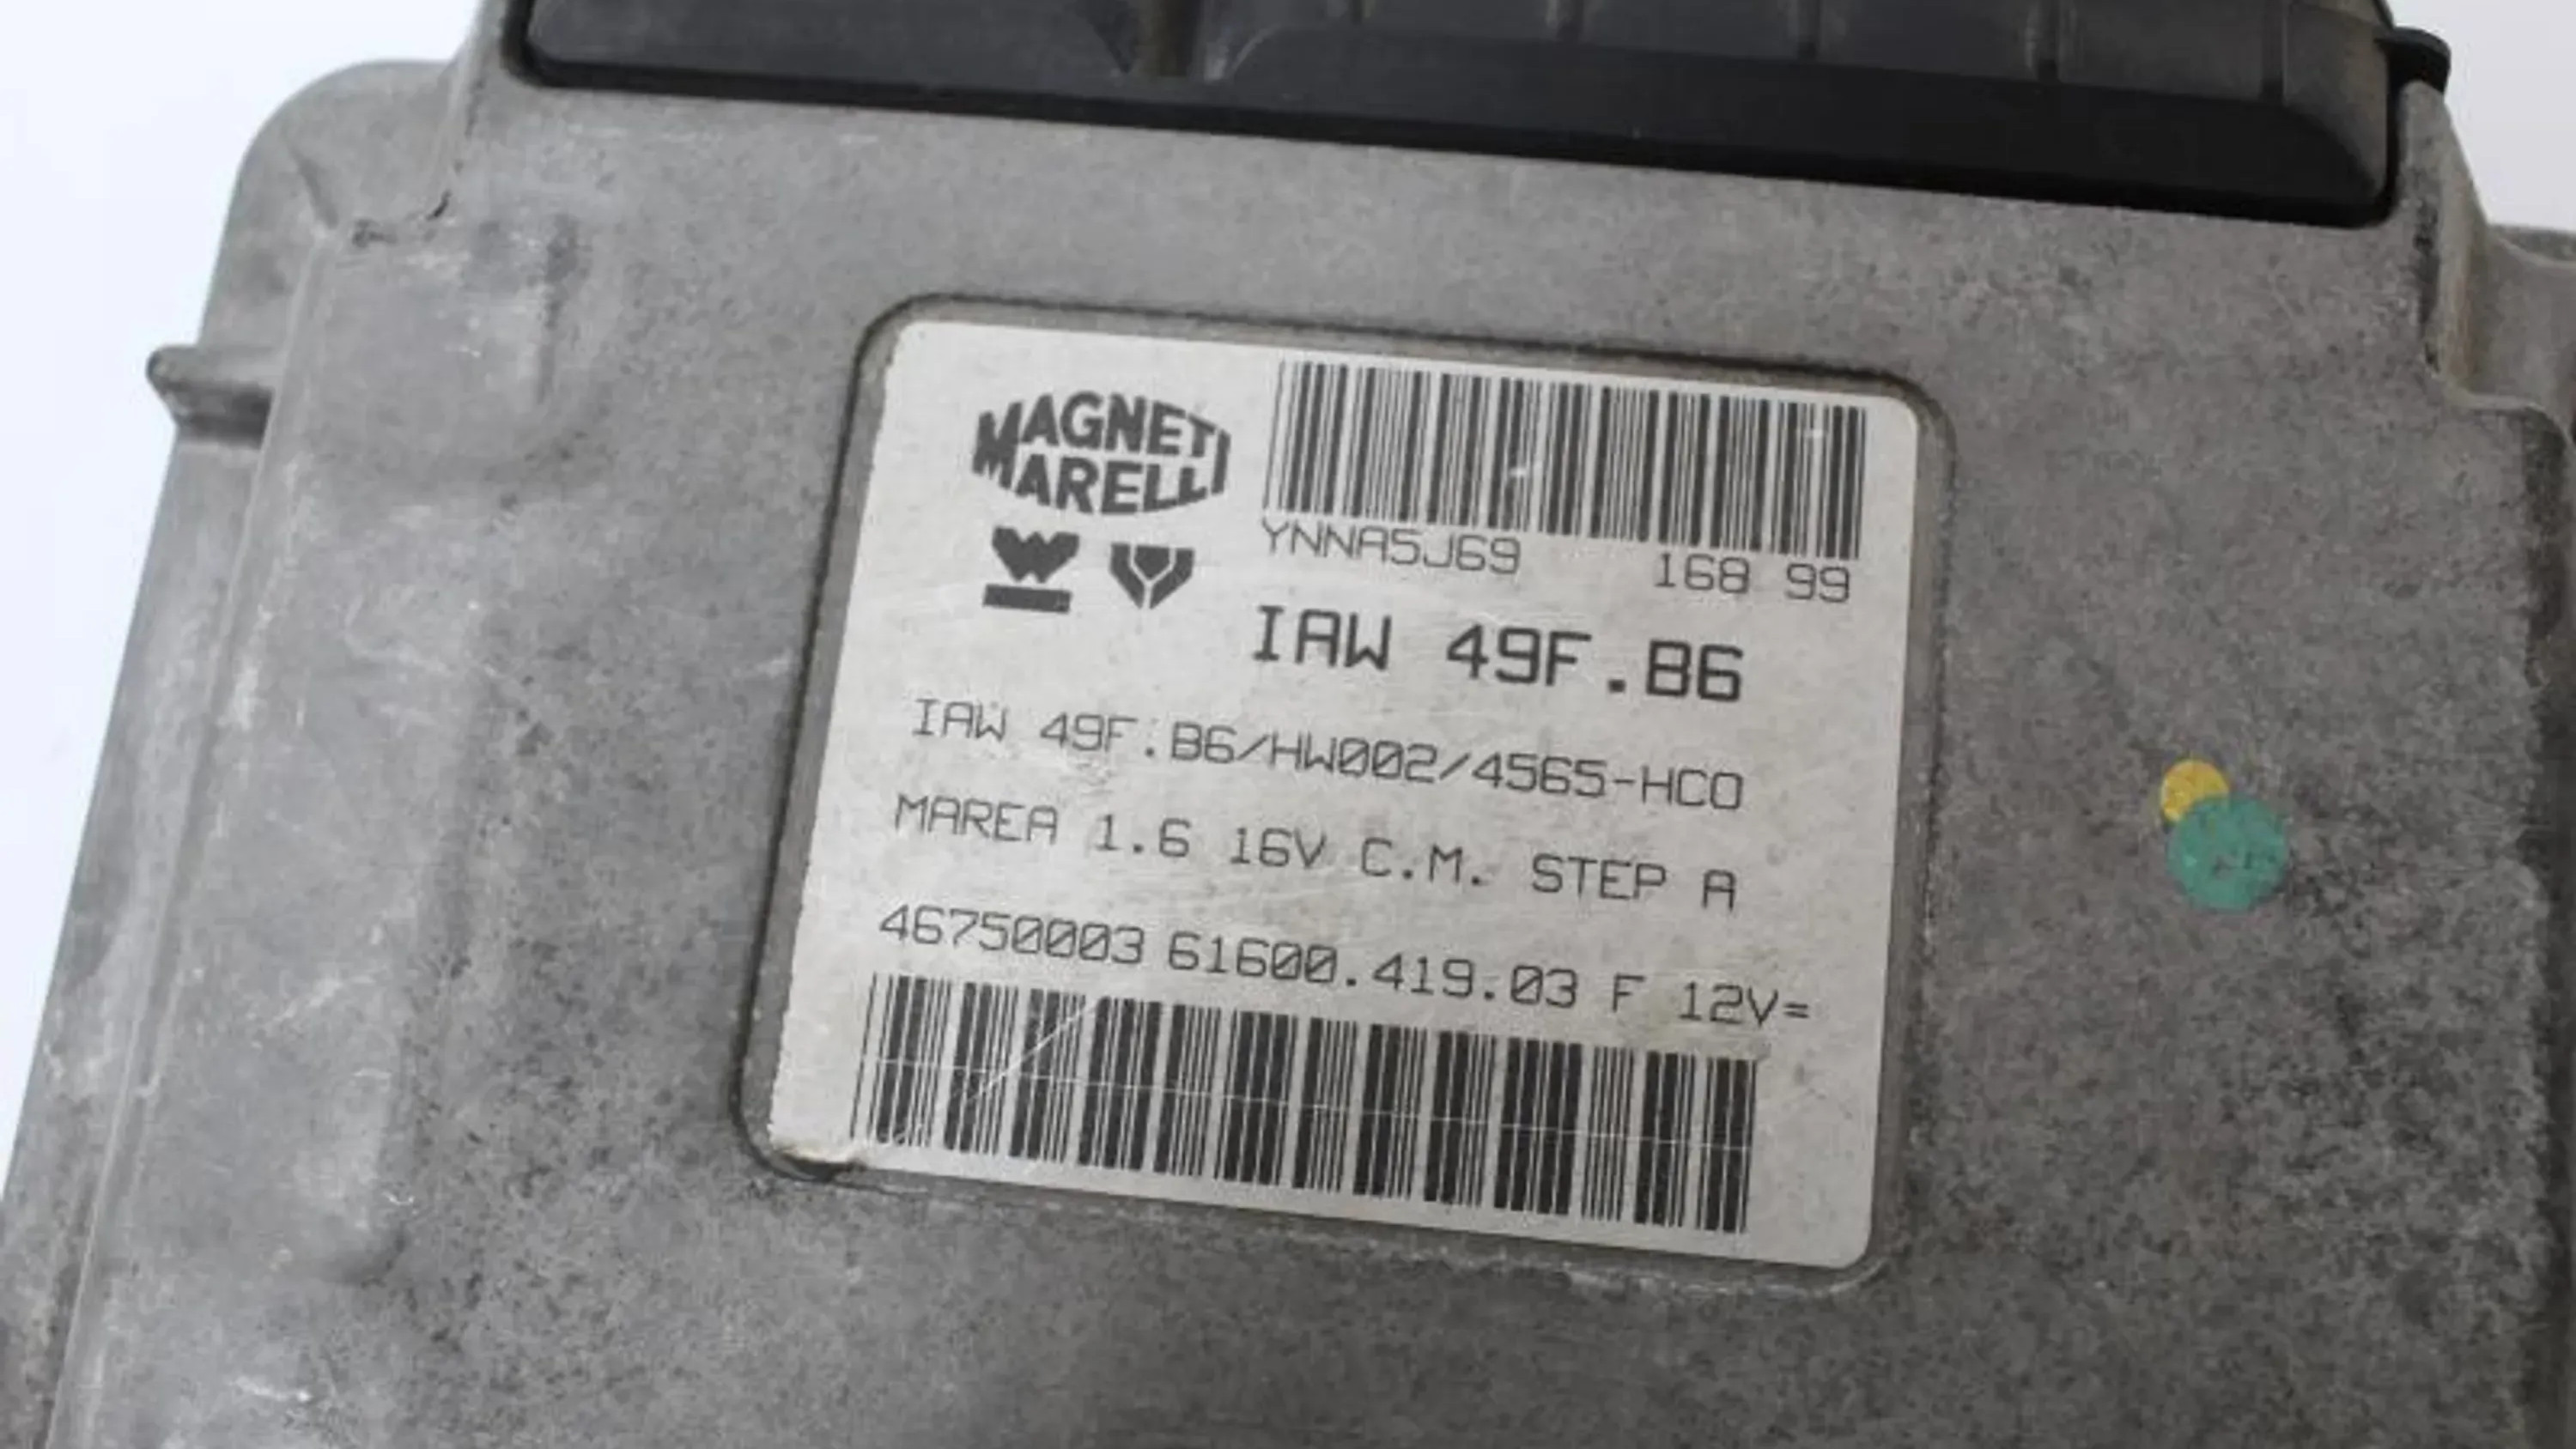 MAGNETI
MARELLI
YNNA5J69 168 99
IAW 49F.B6
IAW 49F.B6/HW002/4565-HCO
MAREA 1.6 16V C.M. STEP A
46750003 61600.419.03 F 12V=